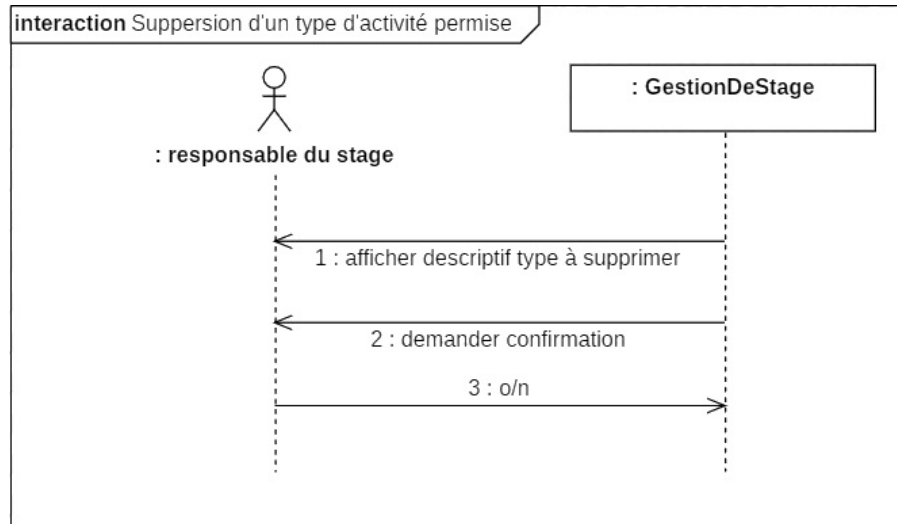 interaction Suppersion d'un type d'activité permise
: GestionDeStage
: responsable du stage
1 : afficher descriptif type à supprimer
2 : demander confirmation
3 : o/n